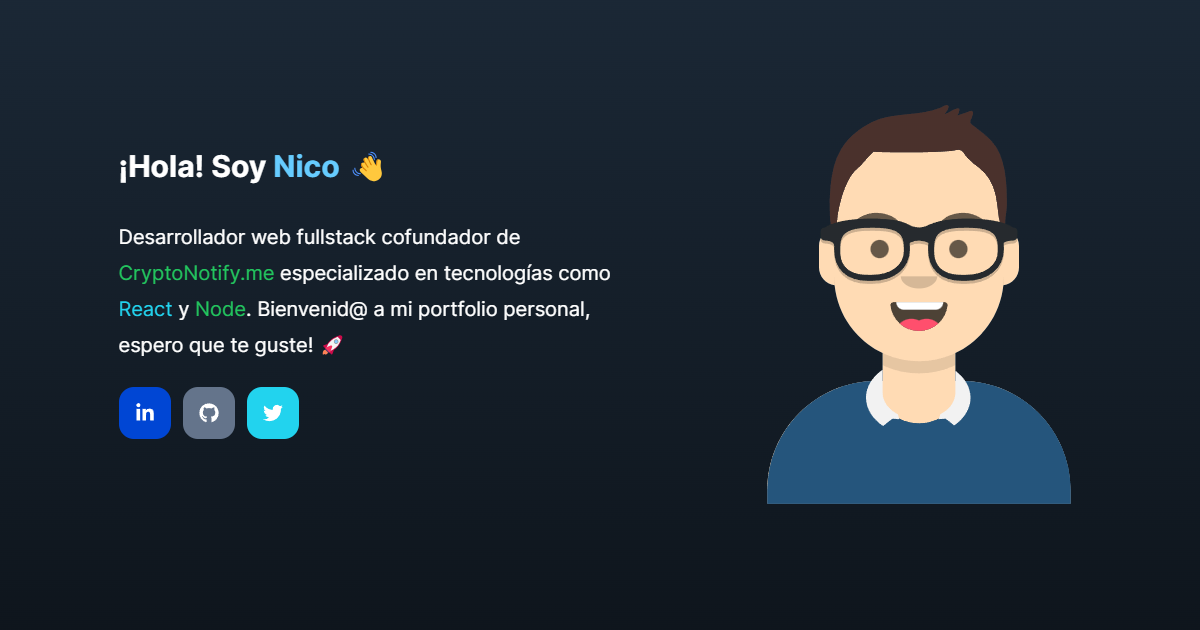 ¡Hola! Soy Nico 👋
Desarrollador web fullstack cofundador de
CryptoNotify.me especializado en tecnologías como
React y Node. Bienvenid@ a mi portfolio personal,
espero que te guste! 🚀
in